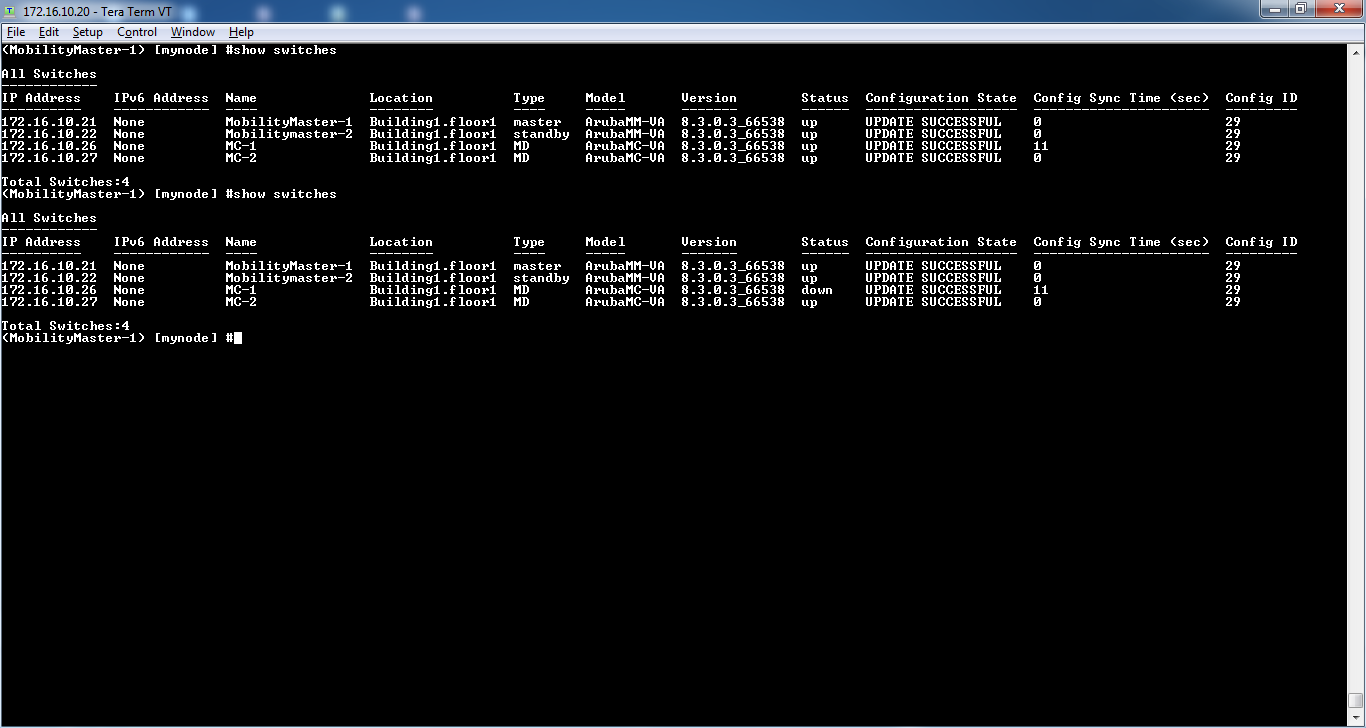 172.16.10.20 - Tera Term VT
File Edit Setup Control Window Help
(MobilityMaster-1) [mynode] #show switches
All Switches
-------------
IP Address IPv6 Address Name Location Type Model Version Status Configuration State Config Sync Time (sec) Config ID
---------- ------------ ---- -------- ---- ----- ------- ------ ------------------- ---------------------- ---------
172.16.10.21 None MobilityMaster-1 Building1.floor1 master ArubaMM-VA 8.3.0.3_66538 up UPDATE SUCCESSFUL 0 29
172.16.10.22 None Mobilitymaster-2 Building1.floor1 standby ArubaMM-VA 8.3.0.3_66538 up UPDATE SUCCESSFUL 0 29
172.16.10.26 None MC-1 Building1.floor1 MD ArubaMC-VA 8.3.0.3_66538 up UPDATE SUCCESSFUL 11 29
172.16.10.27 None MC-2 Building1.floor1 MD ArubaMC-VA 8.3.0.3_66538 up UPDATE SUCCESSFUL 0 29
Total Switches:4
(MobilityMaster-1) [mynode] #show switches
All Switches
-------------
IP Address IPv6 Address Name Location Type Model Version Status Configuration State Config Sync Time (sec) Config ID
---------- ------------ ---- -------- ---- ----- ------- ------ ------------------- ---------------------- ---------
172.16.10.21 None MobilityMaster-1 Building1.floor1 master ArubaMM-VA 8.3.0.3_66538 up UPDATE SUCCESSFUL 0 29
172.16.10.22 None Mobilitymaster-2 Building1.floor1 standby ArubaMM-VA 8.3.0.3_66538 up UPDATE SUCCESSFUL 0 29
172.16.10.26 None MC-1 Building1.floor1 MD ArubaMC-VA 8.3.0.3_66538 down UPDATE SUCCESSFUL 11 29
172.16.10.27 None MC-2 Building1.floor1 MD ArubaMC-VA 8.3.0.3_66538 up UPDATE SUCCESSFUL 0 29
Total Switches:4
(MobilityMaster-1) [mynode] #